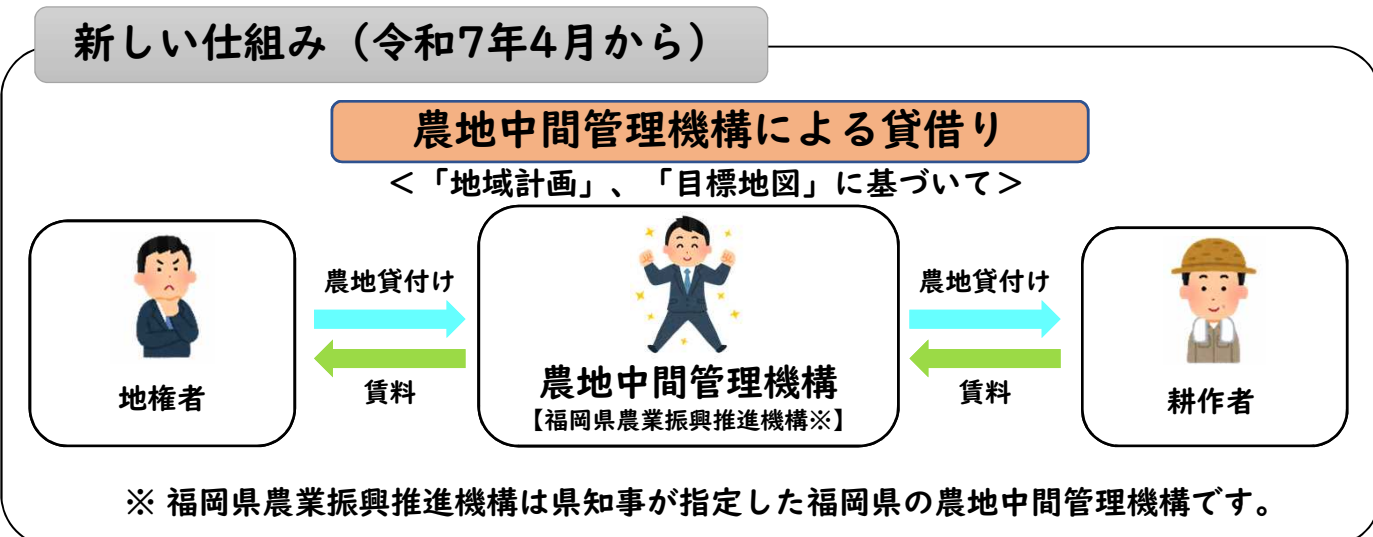 新しい仕組み（令和7年4月から）
農地中間管理機構による貸借り
＜「地域計画」、「目標地図」に基づいて＞
農地貸付け
農地貸付け
賃料
賃料
地権者
農地中間管理機構
【福岡県農業振興推進機構※】
耕作者
※ 福岡県農業振興推進機構は県知事が指定した福岡県の農地中間管理機構です。